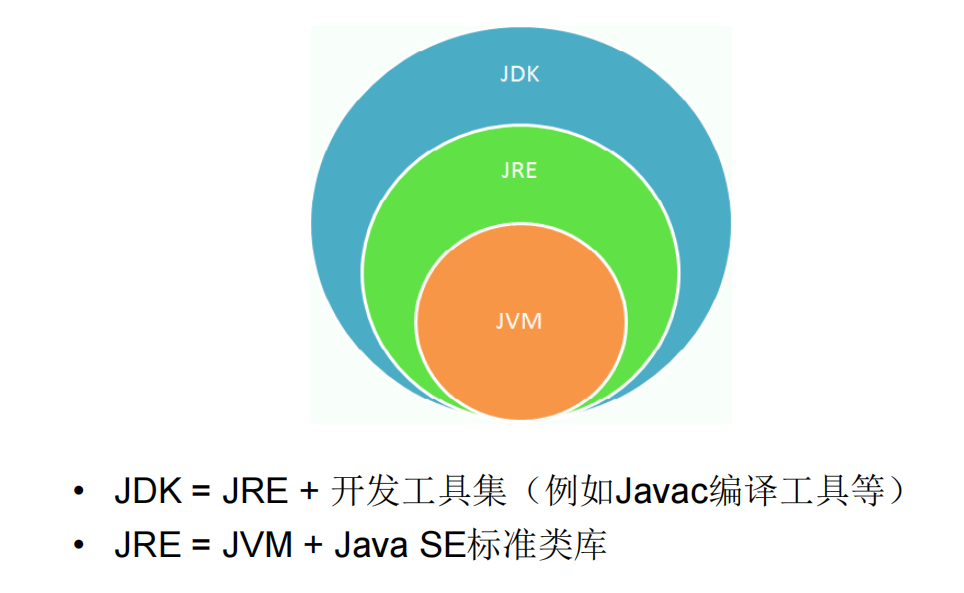 JDK
JRE
JVM
• JDK = JRE + 开发工具集（例如Javac编译工具等）
• JRE = JVM + Java SE标准类库